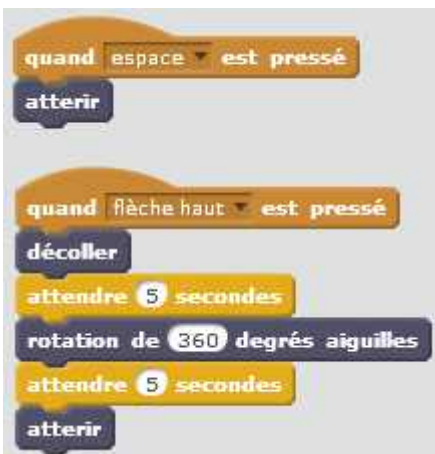 quand espace est pressé
atterir
quand flèche haut est pressé
décoller
attendre 5 secondes
rotation de 360 degrés aiguilles
attendre 5 secondes
atterir